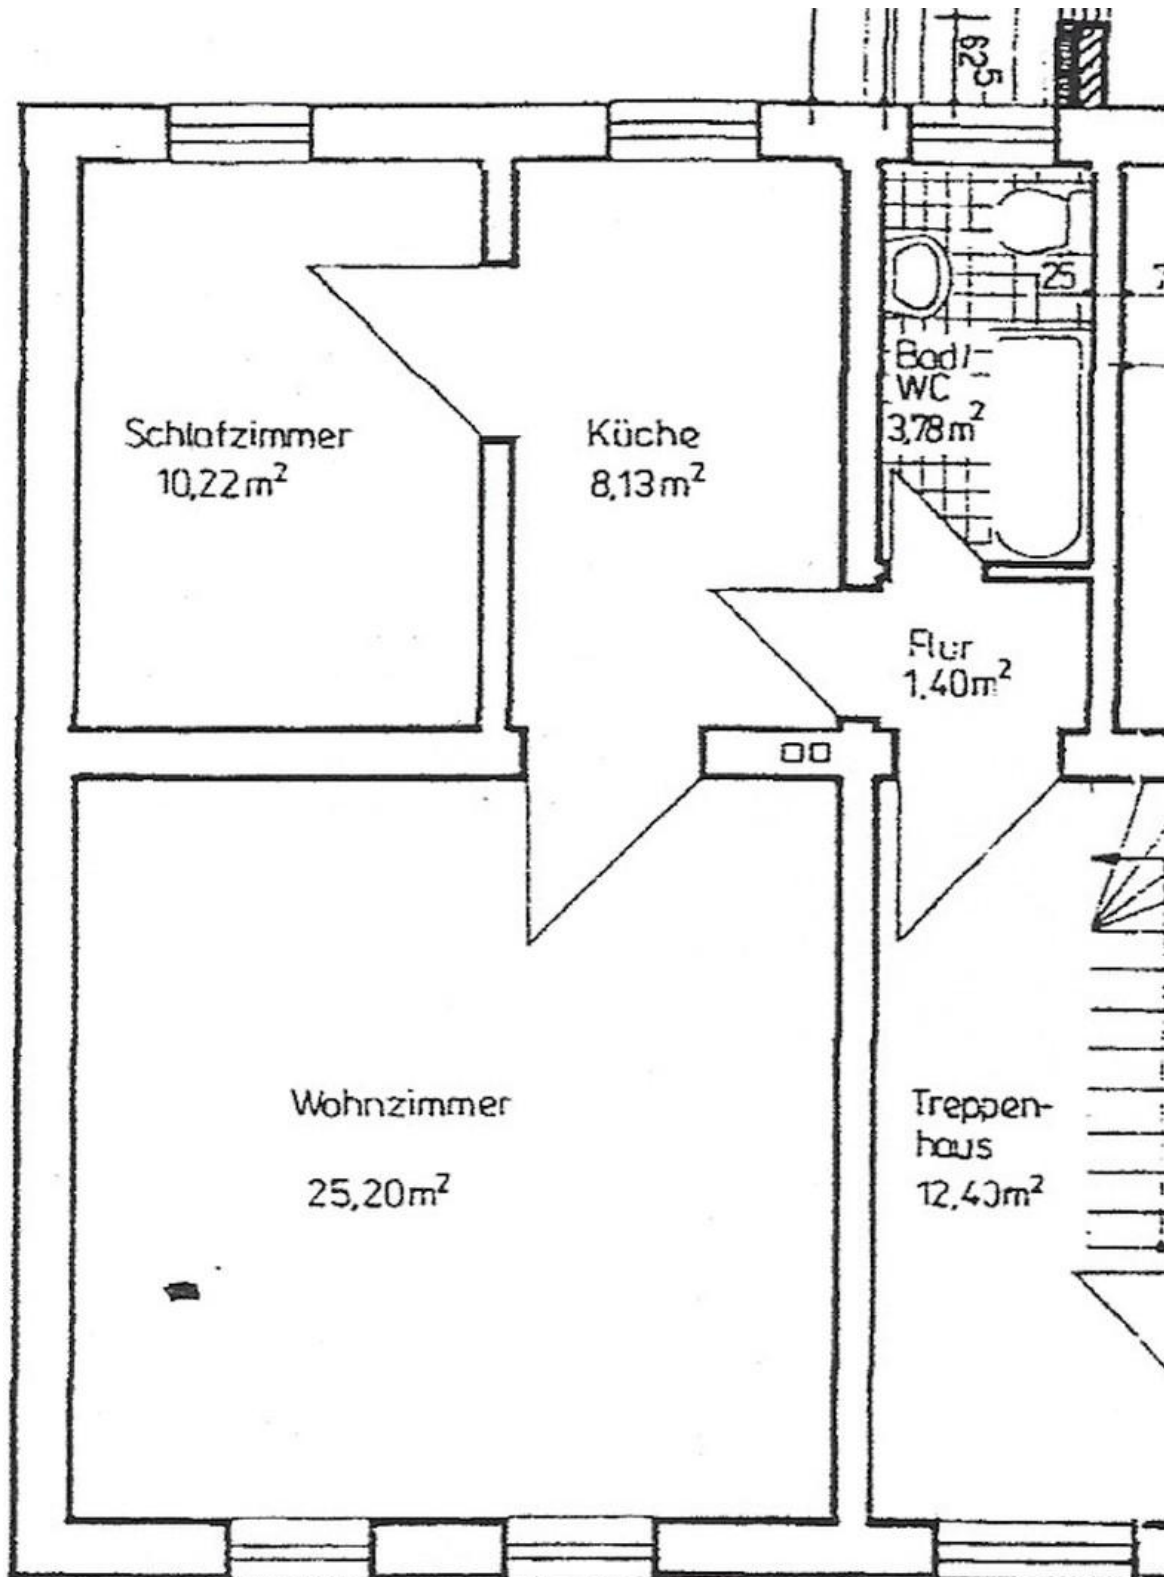 62⁵
25
Schlafzimmer
10,22m²
Küche
8,13m²
Bad/
WC
3,78m²
Flur
1,40m²
Wohnzimmer
25,20m²
Treppen-
haus
12,40m²